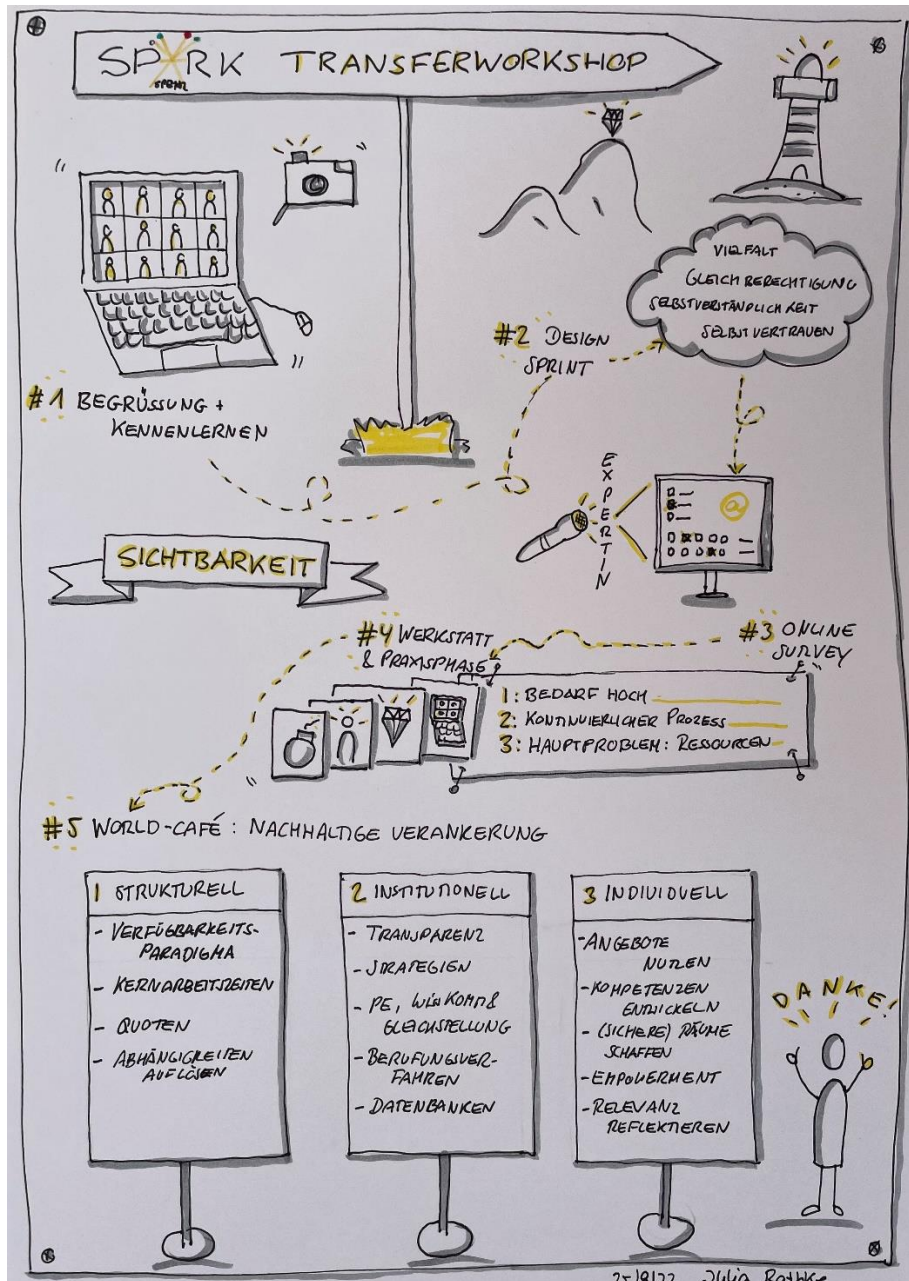 SPARK TRANSFERWORKSHOP
#1 BEGRÜSSUNG +
KENNENLERNEN
#2 DESIGN
SPRINT
VIELFALT
GLEICHBERECHTIGUNG
SELBSTVERSTÄNDLICHKEIT
SELBSTVERTRAUEN
EXPERTIN
@
SICHTBARKEIT
#3 ONLINE
SURVEY
#4 WERKSTATT
& PRAXISPHASE
1: BEDARF HOCH
2: KONTINUIERLICHER PROZESS
3: HAUPTPROBLEM: RESSOURCEN
#5 WORLD-CAFÉ: NACHHALTIGE VERANKERUNG
1 STRUKTURELL
- VERFÜGBARKEITS-
PARADIGMA
- KERNARBEITSZEITEN
- QUOTEN
- ABHÄNGIGKEITEN
AUFLÖSEN
2 INSTITUTIONELL
- TRANSPARENZ
- STRATEGIEN
- PE, WISSKOMM &
GLEICHSTELLUNG
- BERUFUNGSVER-
FAHREN
- DATENBANKEN
3 INDIVIDUELL
- ANGEBOTE
NUTZEN
- KOMPETENZEN
ENTWICKELN
- (SICHERE) RÄUME
SCHAFFEN
- EMPOWERMENT
- RELEVANZ
REFLEKTIEREN
DANKE!
Julia